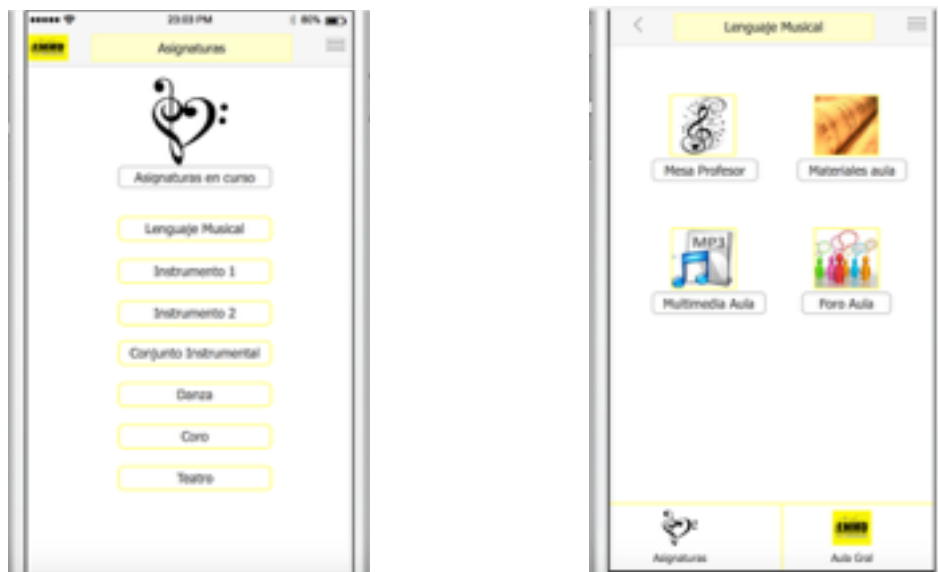 23:03 PM
80%
Asignaturas
Asignaturas en curso
Lenguaje Musical
Instrumento 1
Instrumento 2
Conjunto Instrumental
Danza
Coro
Teatro
Lenguaje Musical
Mesa Profesor
Materiales aula
MP3
Multimedia Aula
Foro Aula
Asignaturas
Aula Gral